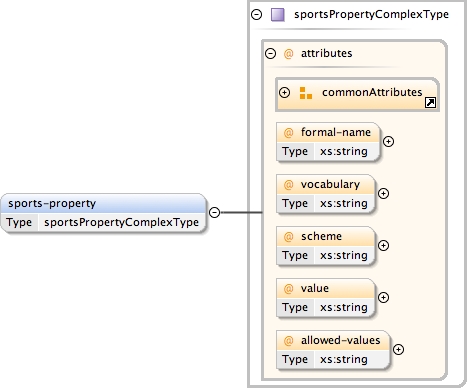 sportsPropertyComplexType
@ attributes
commonAttributes
@ formal-name
Type xs:string
@ vocabulary
Type xs:string
sports-property
Type sportsPropertyComplexType
@ scheme
Type xs:string
@ value
Type xs:string
@ allowed-values
Type xs:string